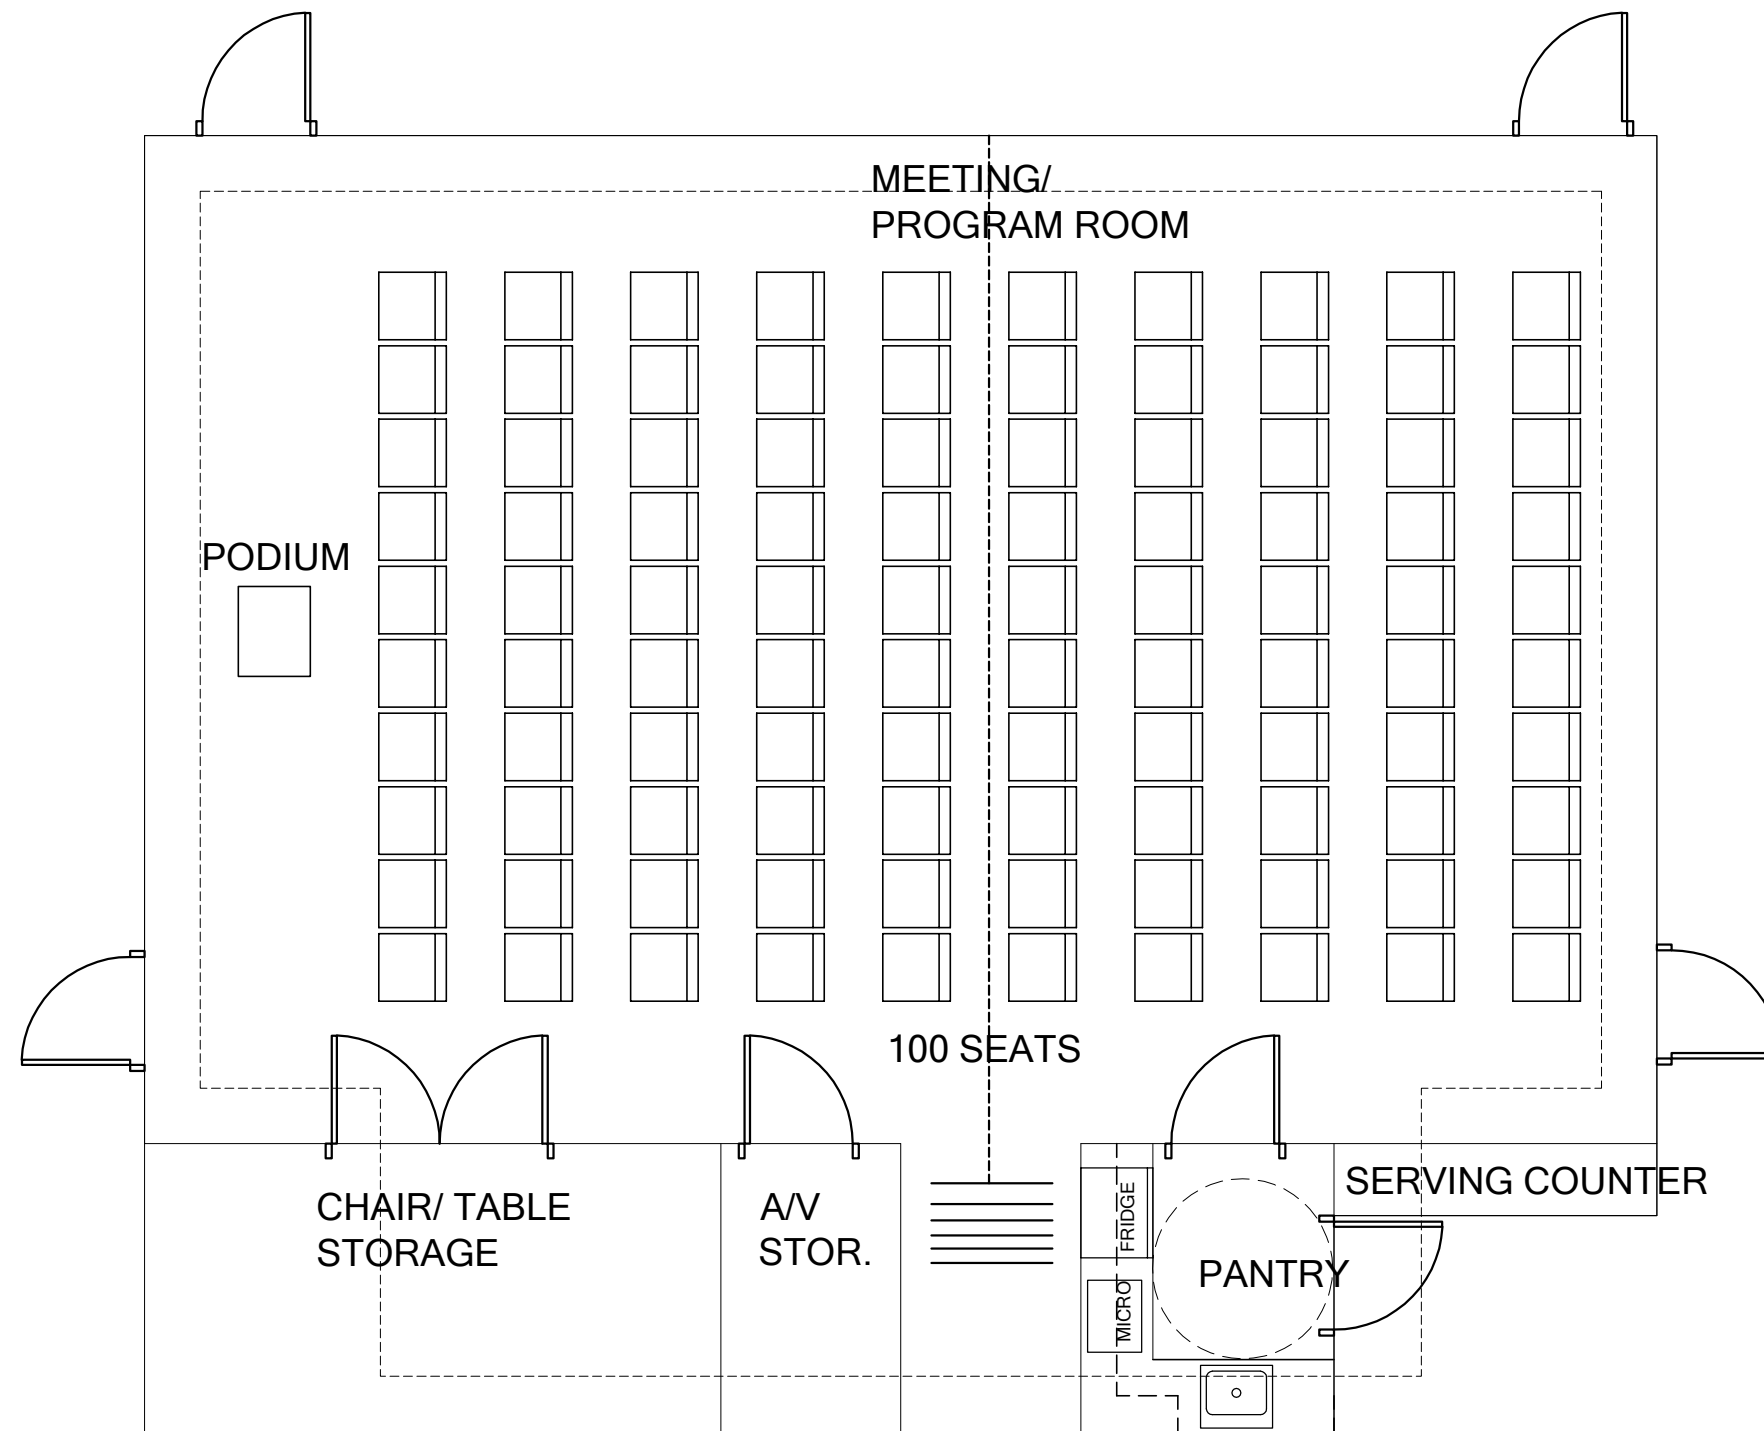 MEETING/
PROGRAM ROOM
PODIUM
100 SEATS
CHAIR/ TABLE
STORAGE
A/V
STOR.
FRIDGE
MICRO
PANTRY
SERVING COUNTER